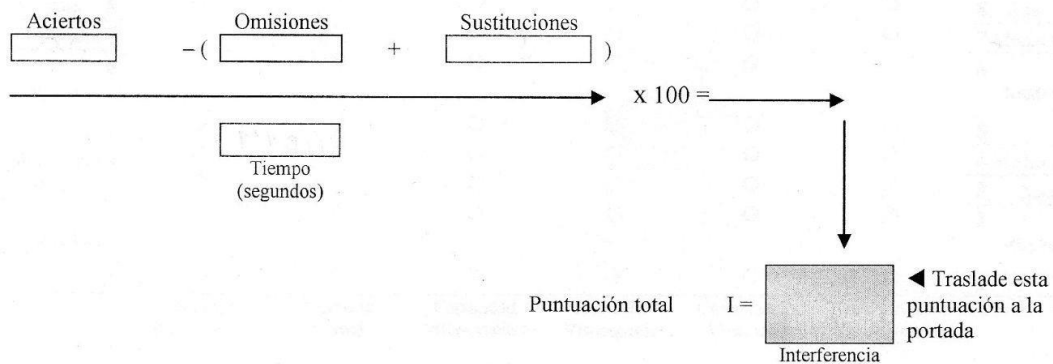 Aciertos Omisiones Sustituciones
– ( + )
x 100 =
Tiempo
(segundos)
Puntuación total I = ◄ Traslade esta
puntuación a la
portada
Interferencia